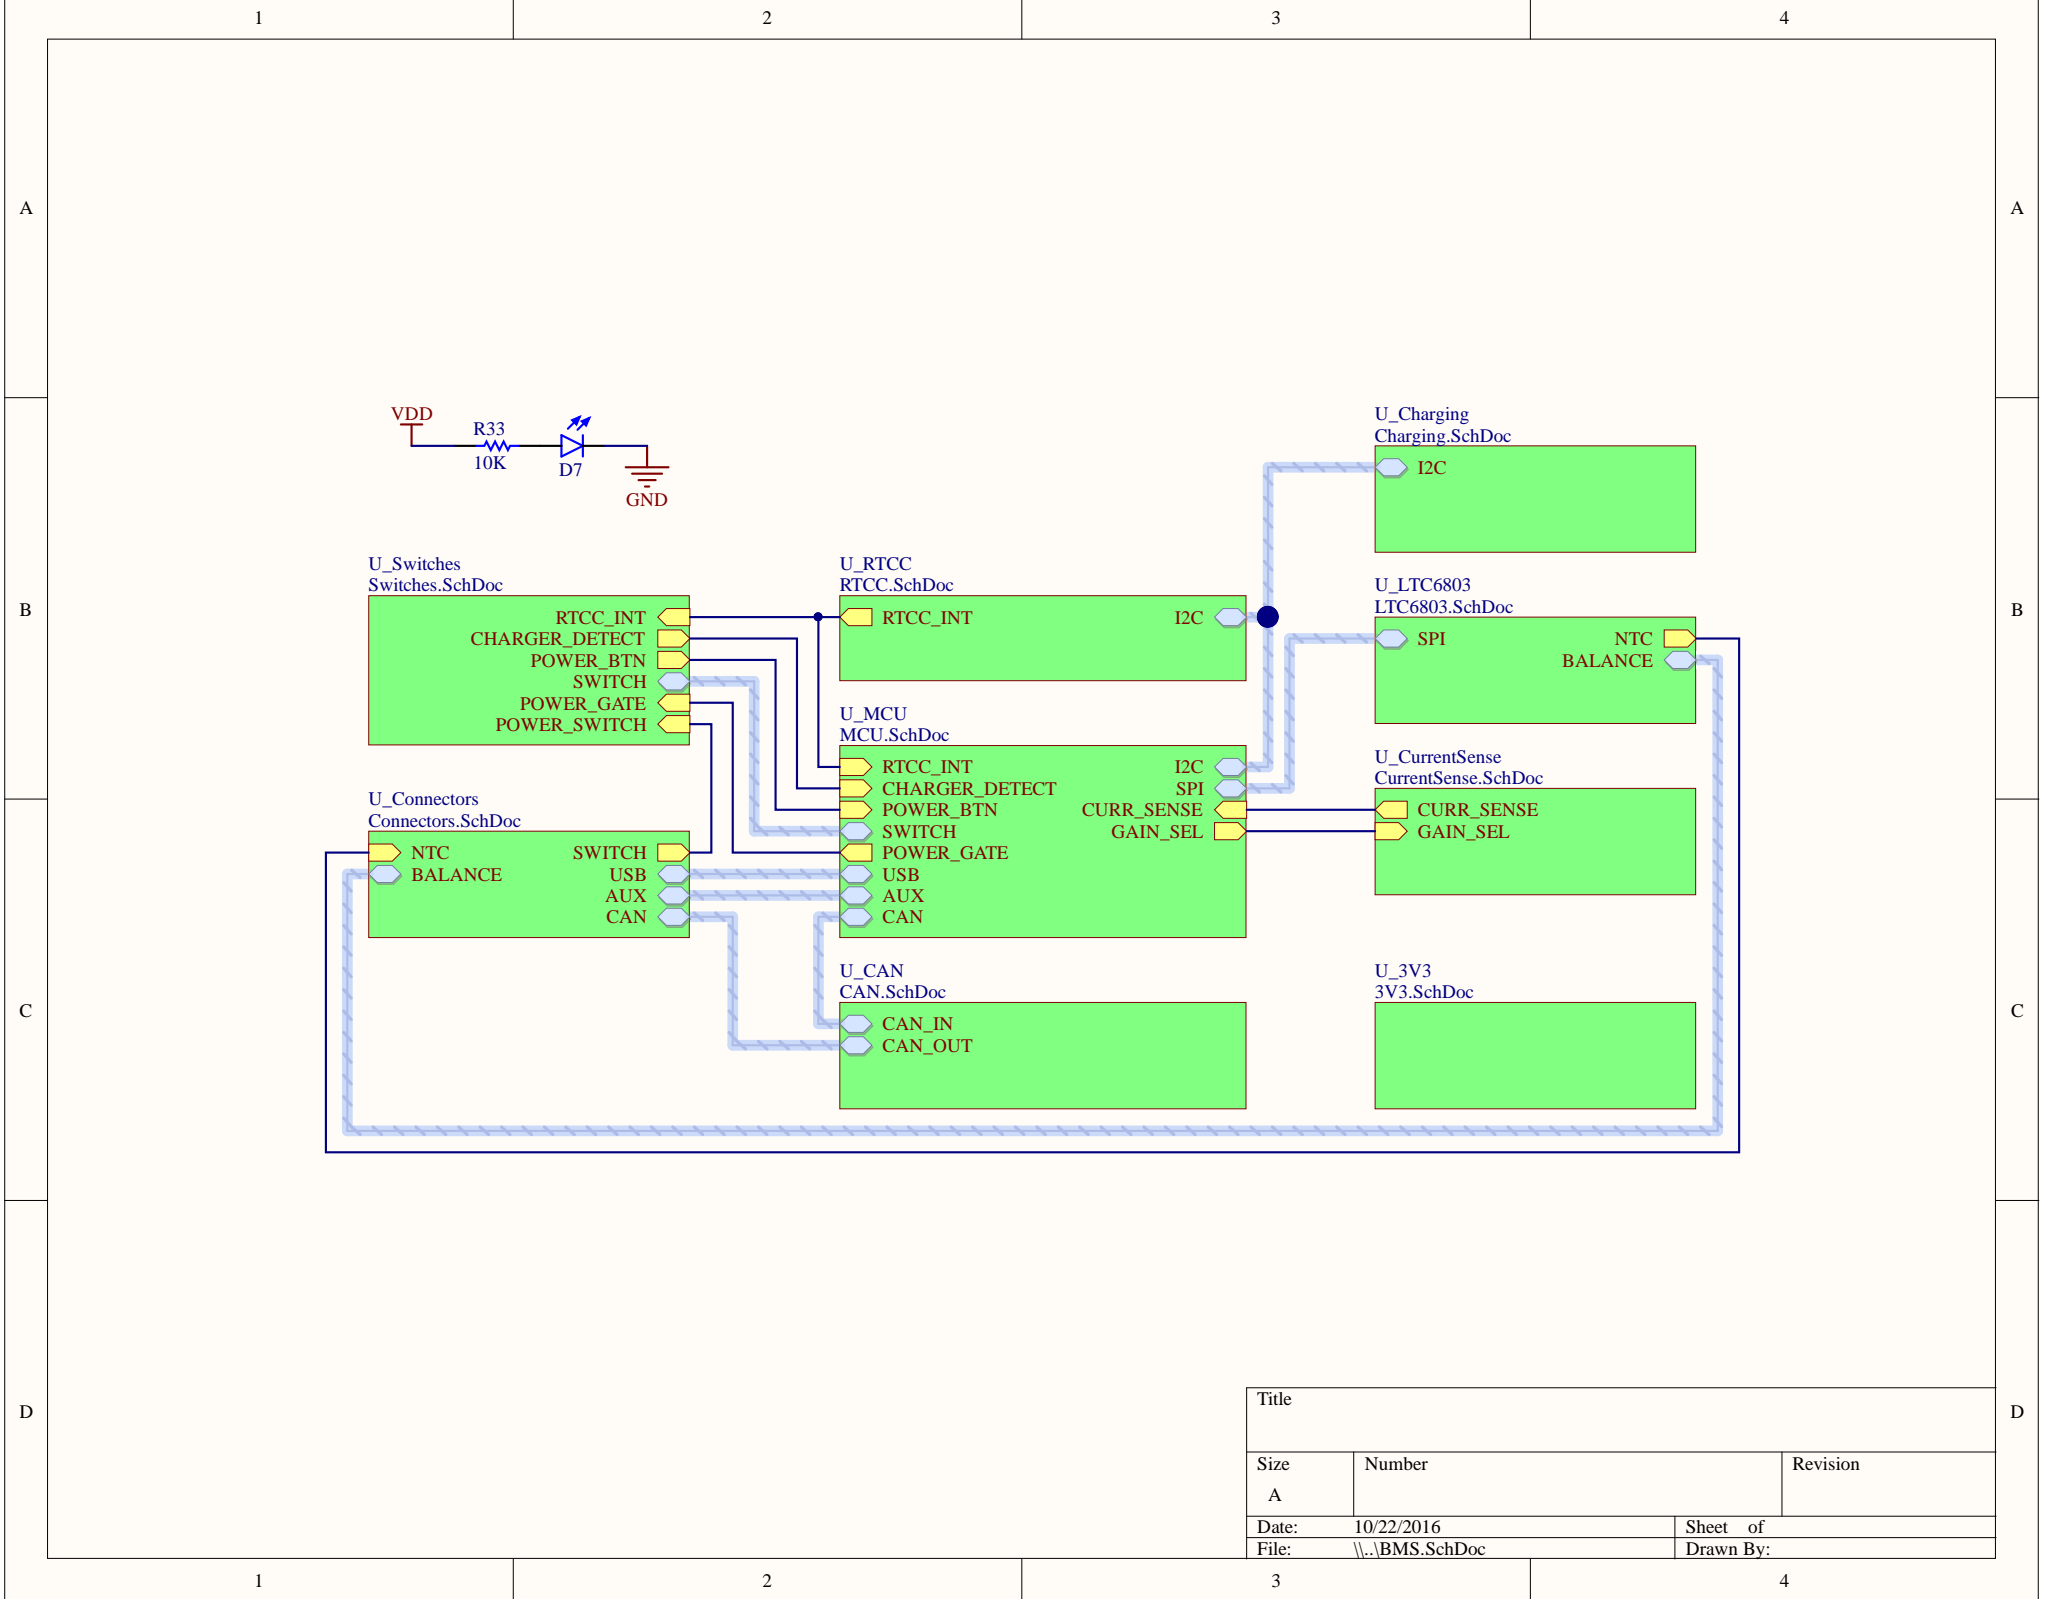 1 2 3 4
A A
VDD
R33
10K
D7
GND
U_Charging
Charging.SchDoc
I2C
U_Switches
Switches.SchDoc
RTCC_INT
CHARGER_DETECT
POWER_BTN
SWITCH
POWER_GATE
POWER_SWITCH
U_RTCC
RTCC.SchDoc
RTCC_INT I2C
U_LTC6803
LTC6803.SchDoc
SPI NTC
BALANCE
B B
U_MCU
MCU.SchDoc
RTCC_INT I2C
CHARGER_DETECT SPI
POWER_BTN CURR_SENSE
SWITCH GAIN_SEL
POWER_GATE
USB
AUX
CAN
U_CurrentSense
CurrentSense.SchDoc
CURR_SENSE
GAIN_SEL
U_Connectors
Connectors.SchDoc
NTC SWITCH
BALANCE USB
AUX
CAN
U_CAN
CAN.SchDoc
CAN_IN
CAN_OUT
U_3V3
3V3.SchDoc
C C
D D
Title
Size Number Revision
A
Date: 10/22/2016 Sheet of
File: \\..\BMS.SchDoc Drawn By:
1 2 3 4